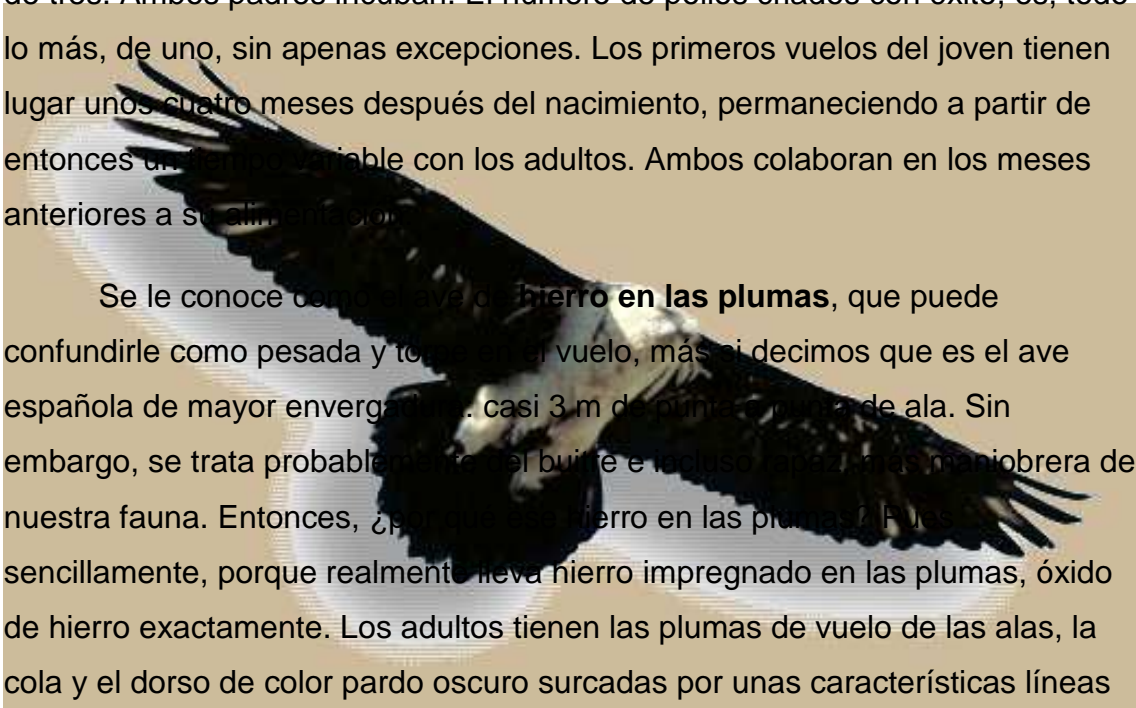 de tres. Ambos padres incuban. El número de pollos criados con éxito, es, todo
lo más, de uno, sin apenas excepciones. Los primeros vuelos del joven tienen
lugar unos cuatro meses después del nacimiento, permaneciendo a partir de
entonces un tiempo variable con los adultos. Ambos colaboran en los meses
anteriores a su alimentación.
Se le conoce como el ave de hierro en las plumas, que puede
confundirle como pesada y torpe en el vuelo, más si decimos que es el ave
española de mayor envergadura: casi 3 m de punta a punta de ala. Sin
embargo, se trata probablemente del buitre e incluso rapaz, más maniobrera de
nuestra fauna. Entonces, ¿por qué ese hierro en las plumas? Pues
sencillamente, porque realmente lleva hierro impregnado en las plumas, óxido
de hierro exactamente. Los adultos tienen las plumas de vuelo de las alas, la
cola y el dorso de color pardo oscuro surcadas por unas características líneas